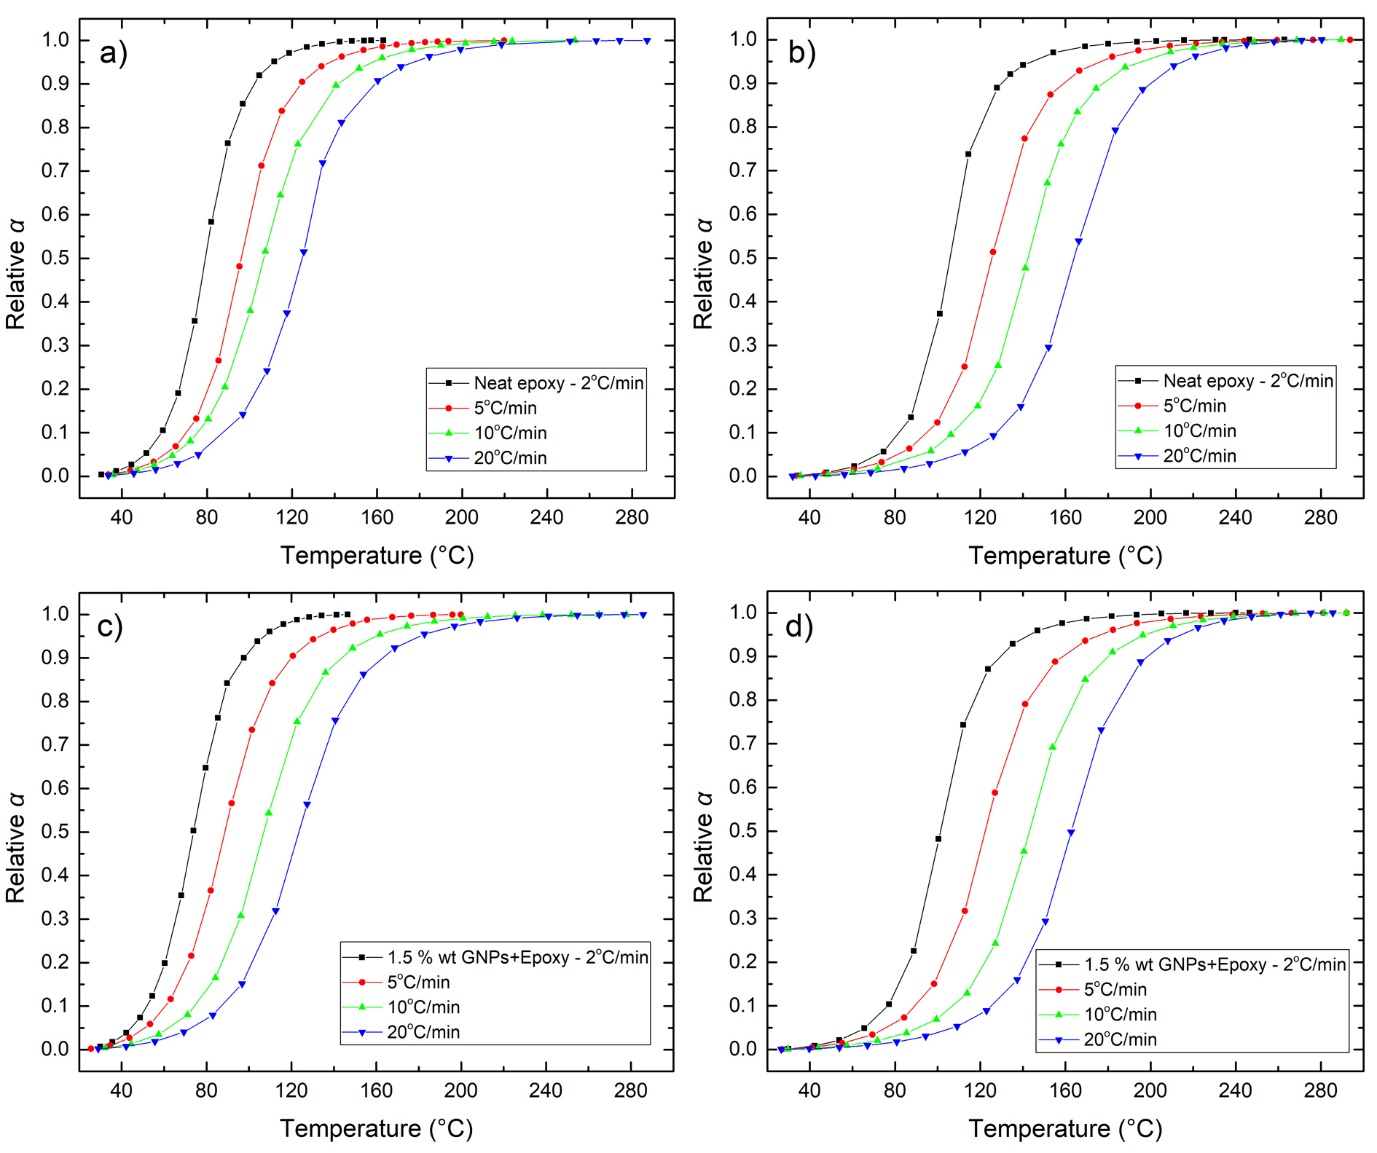 a)
Relative α
1.0
0.9
0.8
0.7
0.6
0.5
0.4
0.3
0.2
0.1
0.0
Neat epoxy - 2°C/min
5°C/min
10°C/min
20°C/min
40 80 120 160 200 240 280
Temperature (°C)
b)
Relative α
1.0
0.9
0.8
0.7
0.6
0.5
0.4
0.3
0.2
0.1
0.0
Neat epoxy - 2°C/min
5°C/min
10°C/min
20°C/min
40 80 120 160 200 240 280
Temperature (°C)
c)
Relative α
1.0
0.9
0.8
0.7
0.6
0.5
0.4
0.3
0.2
0.1
0.0
1.5 % wt GNPs+Epoxy - 2°C/min
5°C/min
10°C/min
20°C/min
40 80 120 160 200 240 280
Temperature (°C)
d)
Relative α
1.0
0.9
0.8
0.7
0.6
0.5
0.4
0.3
0.2
0.1
0.0
1.5 % wt GNPs+Epoxy - 2°C/min
5°C/min
10°C/min
20°C/min
40 80 120 160 200 240 280
Temperature (°C)